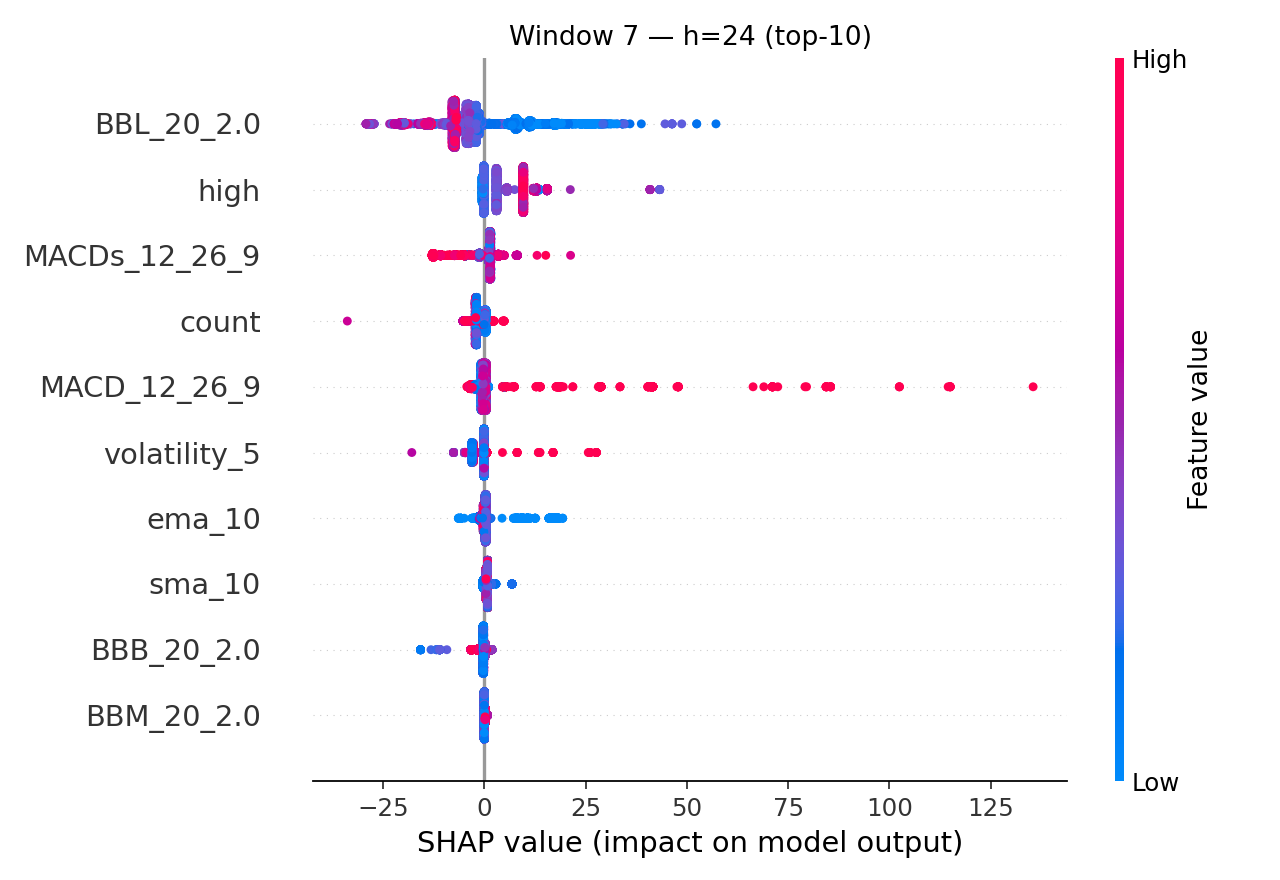 Window 7 — h=24 (top-10)
High
BBL_20_2.0
high
MACDs_12_26_9
count
MACD_12_26_9
volatility_5
ema_10
sma_10
BBB_20_2.0
BBM_20_2.0
Feature value
Low
−25 0 25 50 75 100 125
SHAP value (impact on model output)